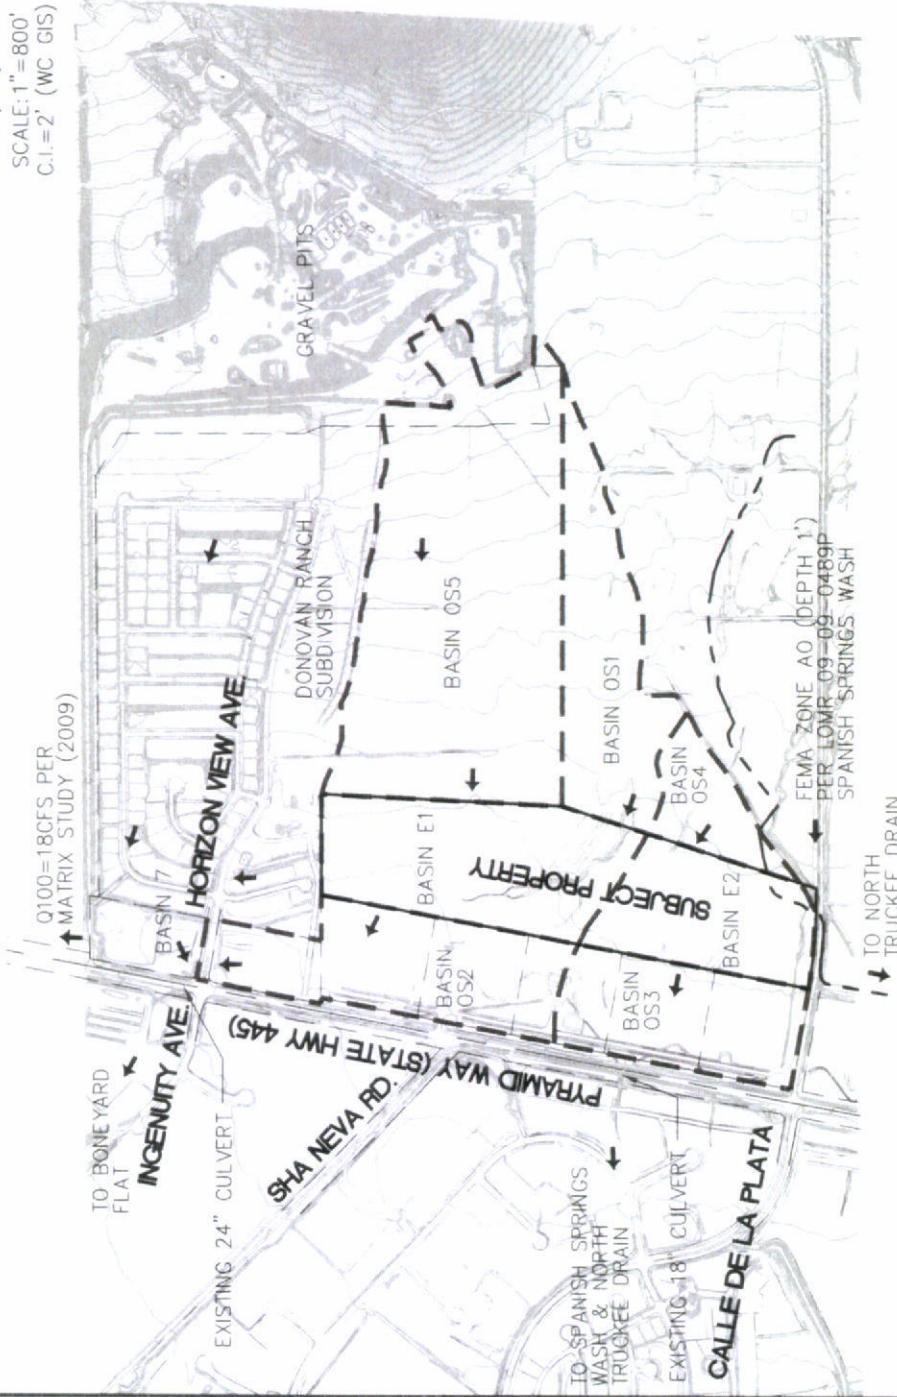 SCALE: 1"=800'
C.I.=2' (WC GIS)
Q100=18CFS PER
MATRIX STUDY (2009)
GRAVEL PITS
DONOVAN RANCH
SUBDIVISION
HORIZON VIEW AVE.
BASIN 7
TO BONEYARD
FLAT
INGENUITY AVE.
EXISTING 24" CULVERT
SHA NEVA RD.
PYRAMID WAY (STATE HWY 445)
BASIN OS5
BASIN E1
BASIN
OS2
BASIN OS1
BASIN
OS4
SUBJECT PROPERTY
BASIN E2
BASIN
OS3
TO SPANISH SPRINGS
WASH & NORTH
TRUCKEE DRAIN
EXISTING 18" CULVERT
CALLE DE LA PLATA
FEMA ZONE AO (DEPTH 1')
PER LOMR 09-09-0489P
SPANISH SPRINGS WASH
TO NORTH
TRUCKEE DRAIN